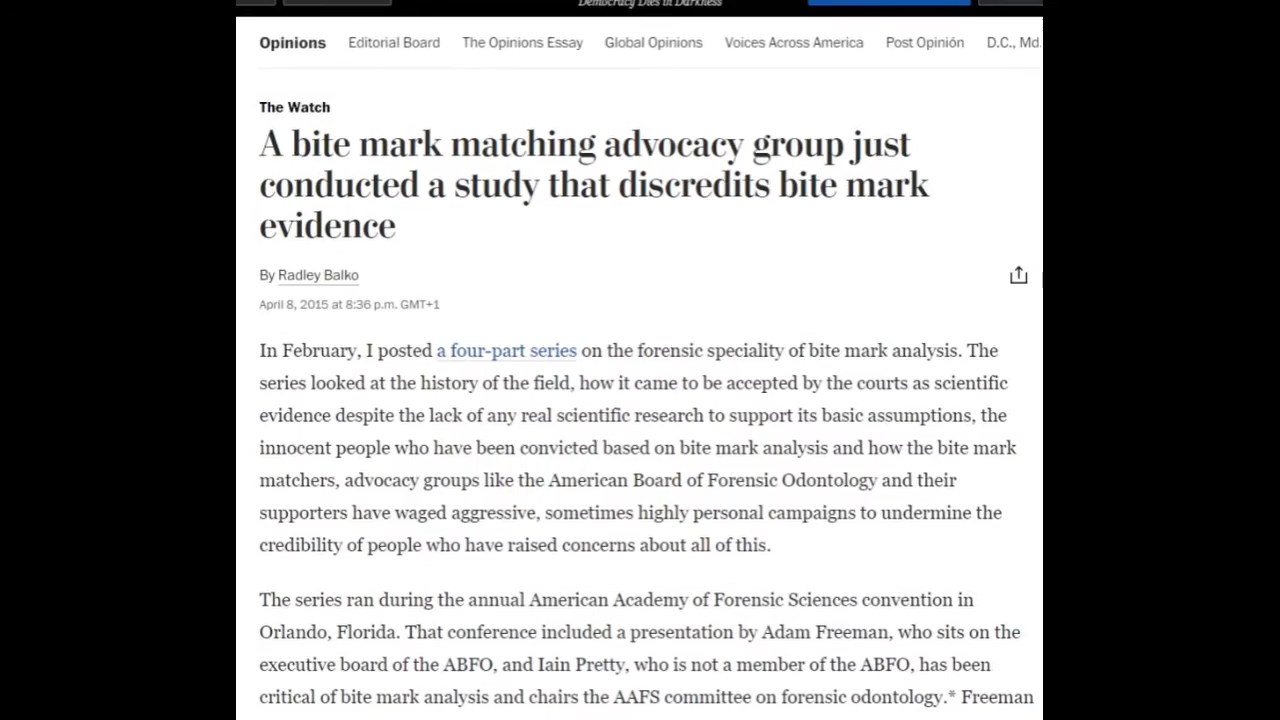 Democracy Dies in Darkness
Opinions Editorial Board The Opinions Essay Global Opinions Voices Across America Post Opinión D.C., Md.
The Watch
A bite mark matching advocacy group just
conducted a study that discredits bite mark
evidence
By Radley Balko
April 8, 2015 at 8:36 p.m. GMT+1
In February, I posted a four-part series on the forensic speciality of bite mark analysis. The
series looked at the history of the field, how it came to be accepted by the courts as scientific
evidence despite the lack of any real scientific research to support its basic assumptions, the
innocent people who have been convicted based on bite mark analysis and how the bite mark
matchers, advocacy groups like the American Board of Forensic Odontology and their
supporters have waged aggressive, sometimes highly personal campaigns to undermine the
credibility of people who have raised concerns about all of this.
The series ran during the annual American Academy of Forensic Sciences convention in
Orlando, Florida. That conference included a presentation by Adam Freeman, who sits on the
executive board of the ABFO, and Iain Pretty, who is not a member of the ABFO, has been
critical of bite mark analysis and chairs the AAFS committee on forensic odontology.* Freeman